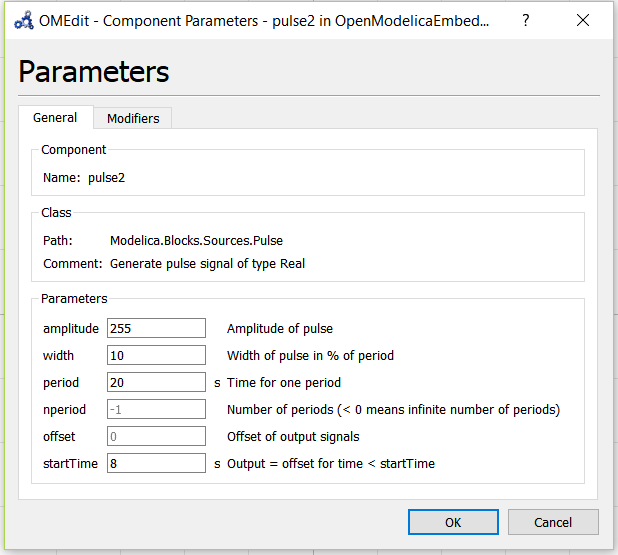 OMEdit - Component Parameters - pulse2 in OpenModelicaEmbed... ?
Parameters
General Modifiers
Component
Name: pulse2
Class
Path: Modelica.Blocks.Sources.Pulse
Comment: Generate pulse signal of type Real
Parameters
amplitude 255 Amplitude of pulse
width 10 Width of pulse in % of period
period 20 s Time for one period
nperiod -1 Number of periods (< 0 means infinite number of periods)
offset 0 Offset of output signals
startTime 8 s Output = offset for time < startTime
OK Cancel